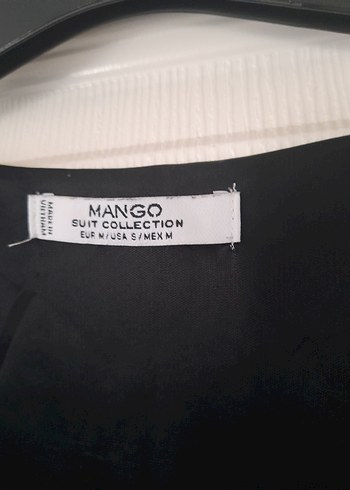 MANGO
SUIT COLLECTION
EUR M/USA S/MEX M
MADE IN
VIETNAM